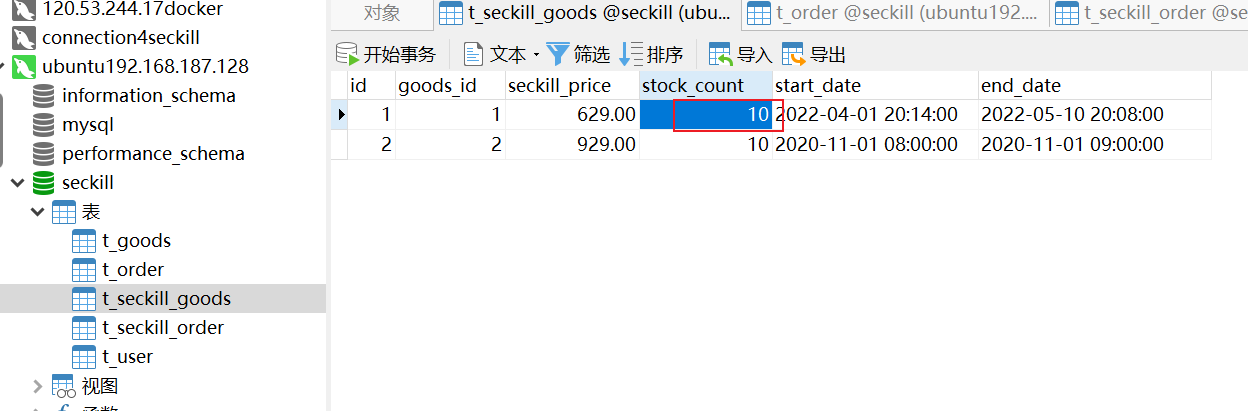 120.53.244.17docker
connection4seckill
ubuntu192.168.187.128
information_schema
mysql
performance_schema
seckill
表
t_goods
t_order
t_seckill_goods
t_seckill_order
t_user
视图
函数
对象 t_seckill_goods @seckill (ubu... t_order @seckill (ubuntu192.... t_seckill_order @se
开始事务 文本 筛选 排序 导入 导出
id goods_id seckill_price stock_count start_date end_date
1 1 629.00 10 2022-04-01 20:14:00 2022-05-10 20:08:00
2 2 929.00 10 2020-11-01 08:00:00 2020-11-01 09:00:00